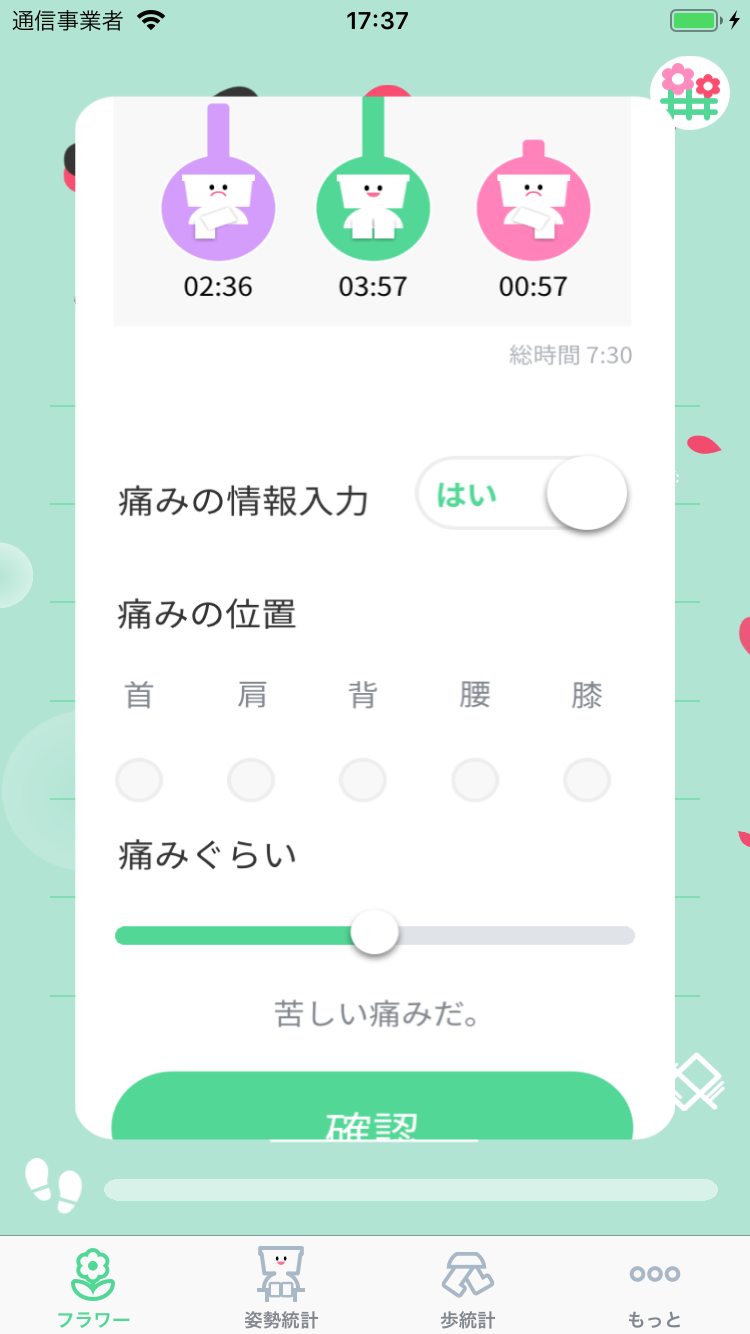 通信事業者 17:37
02:36 03:57 00:57
総時間 7:30
痛みの情報入力 はい
痛みの位置
首 肩 背 腰 膝
痛みぐらい
苦しい痛みだ。
確認
フラワー 姿勢統計 歩統計 もっと